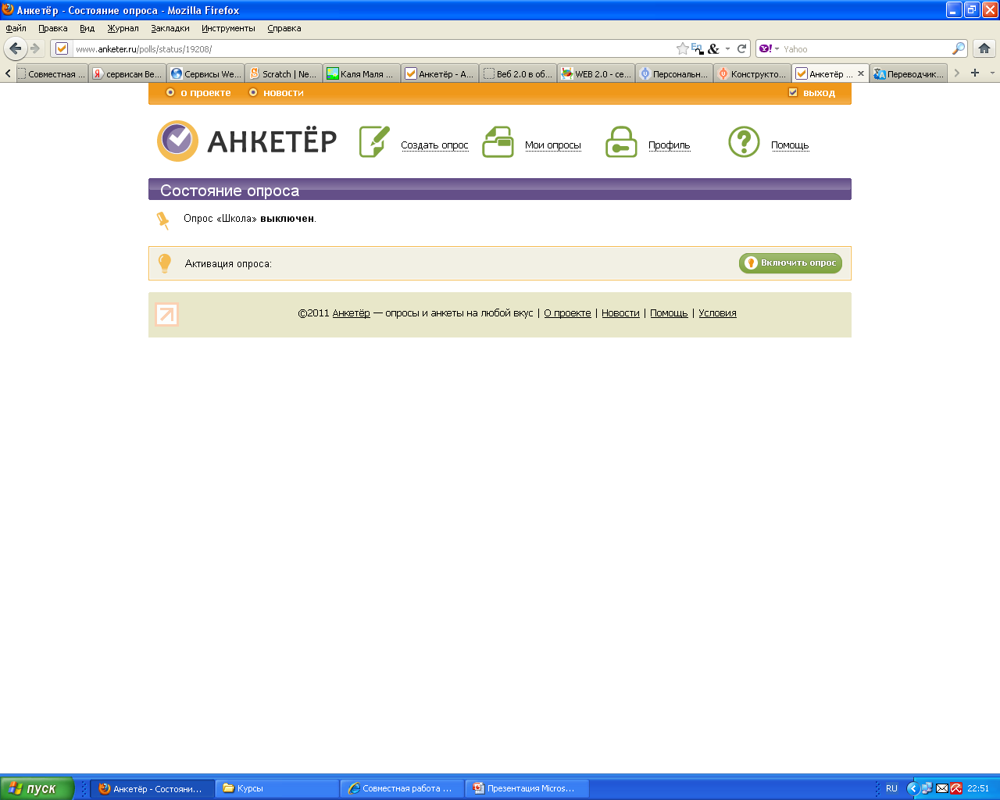 Анкетёр - Состояние опроса - Mozilla Firefox
Файл Правка Вид Журнал Закладки Инструменты Справка
www.anketer.ru/polls/status/19208/ En & Y! Yahoo
Совместная ... Я сервисам Ве... Сервисы We... Scratch | Ne... Каля Маля ... Анкетёр - А... Веб 2.0 в об... WEB 2.0 - се... Персональн... Конструкто... Анкетёр ... Переводчик...
о проекте новости выход
АНКЕТЁР Создать опрос Мои опросы Профиль Помощь
Состояние опроса
Опрос «Школа» выключен.
Активация опроса: Включить опрос
©2011 Анкетёр — опросы и анкеты на любой вкус | О проекте | Новости | Помощь | Условия
пуск Анкетёр - Состояни... Курсы Совместная работа ... Презентация Micros... RU 22:51